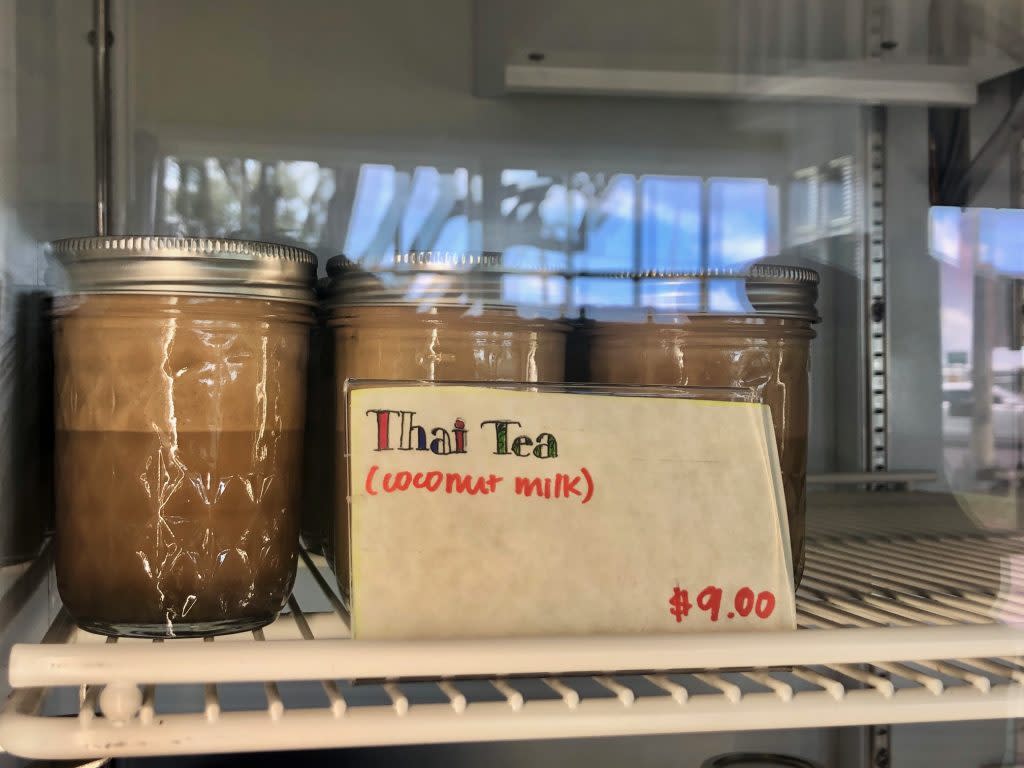 Thai Tea
(coconut milk)
$9.00